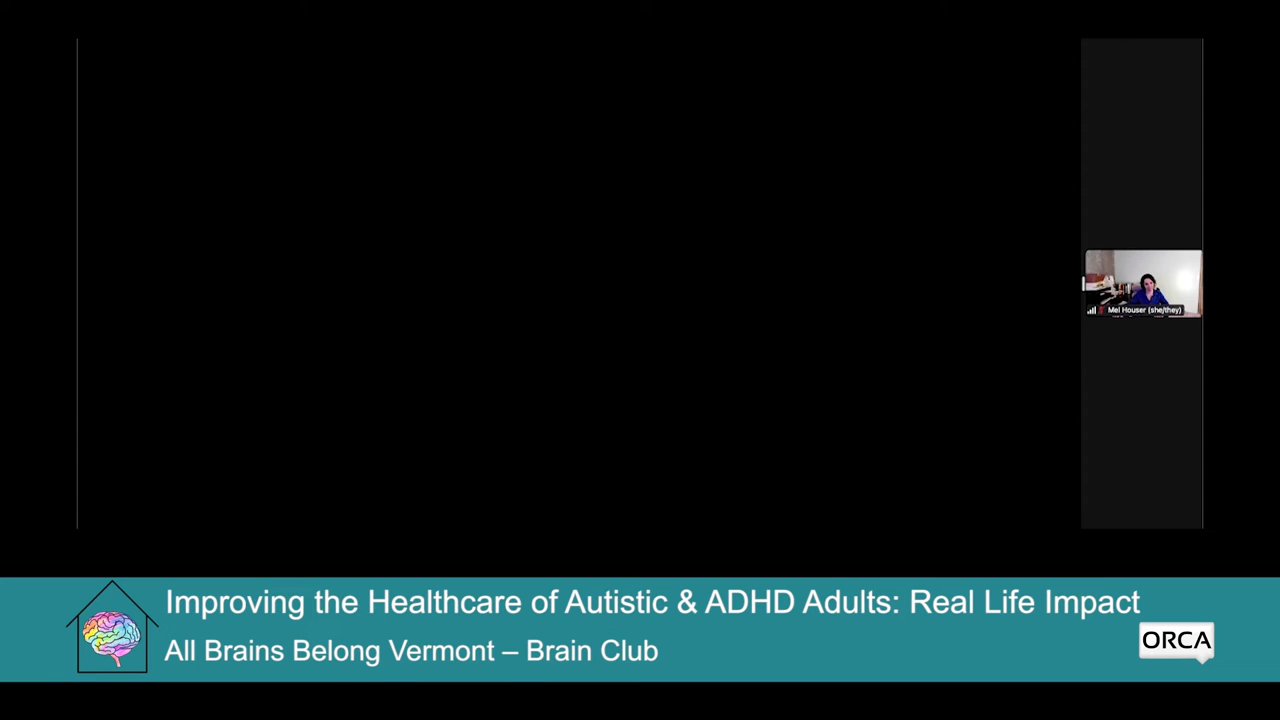 Mel Houser (she/they)
Improving the Healthcare of Autistic & ADHD Adults: Real Life Impact
All Brains Belong Vermont – Brain Club
ORCA